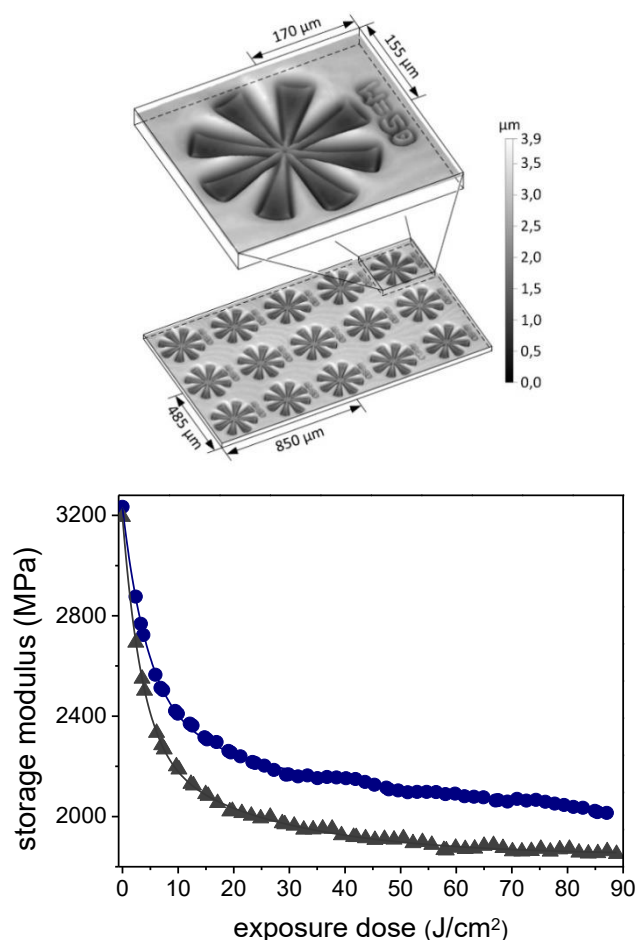 170 µm
155 µm
µm
3,9
3,5
3,0
2,5
2,0
1,5
1,0
0,5
0,0
485 µm
850 µm
storage modulus (MPa)
3200
2800
2400
2000
0 10 20 30 40 50 60 70 80 90
exposure dose (J/cm²)